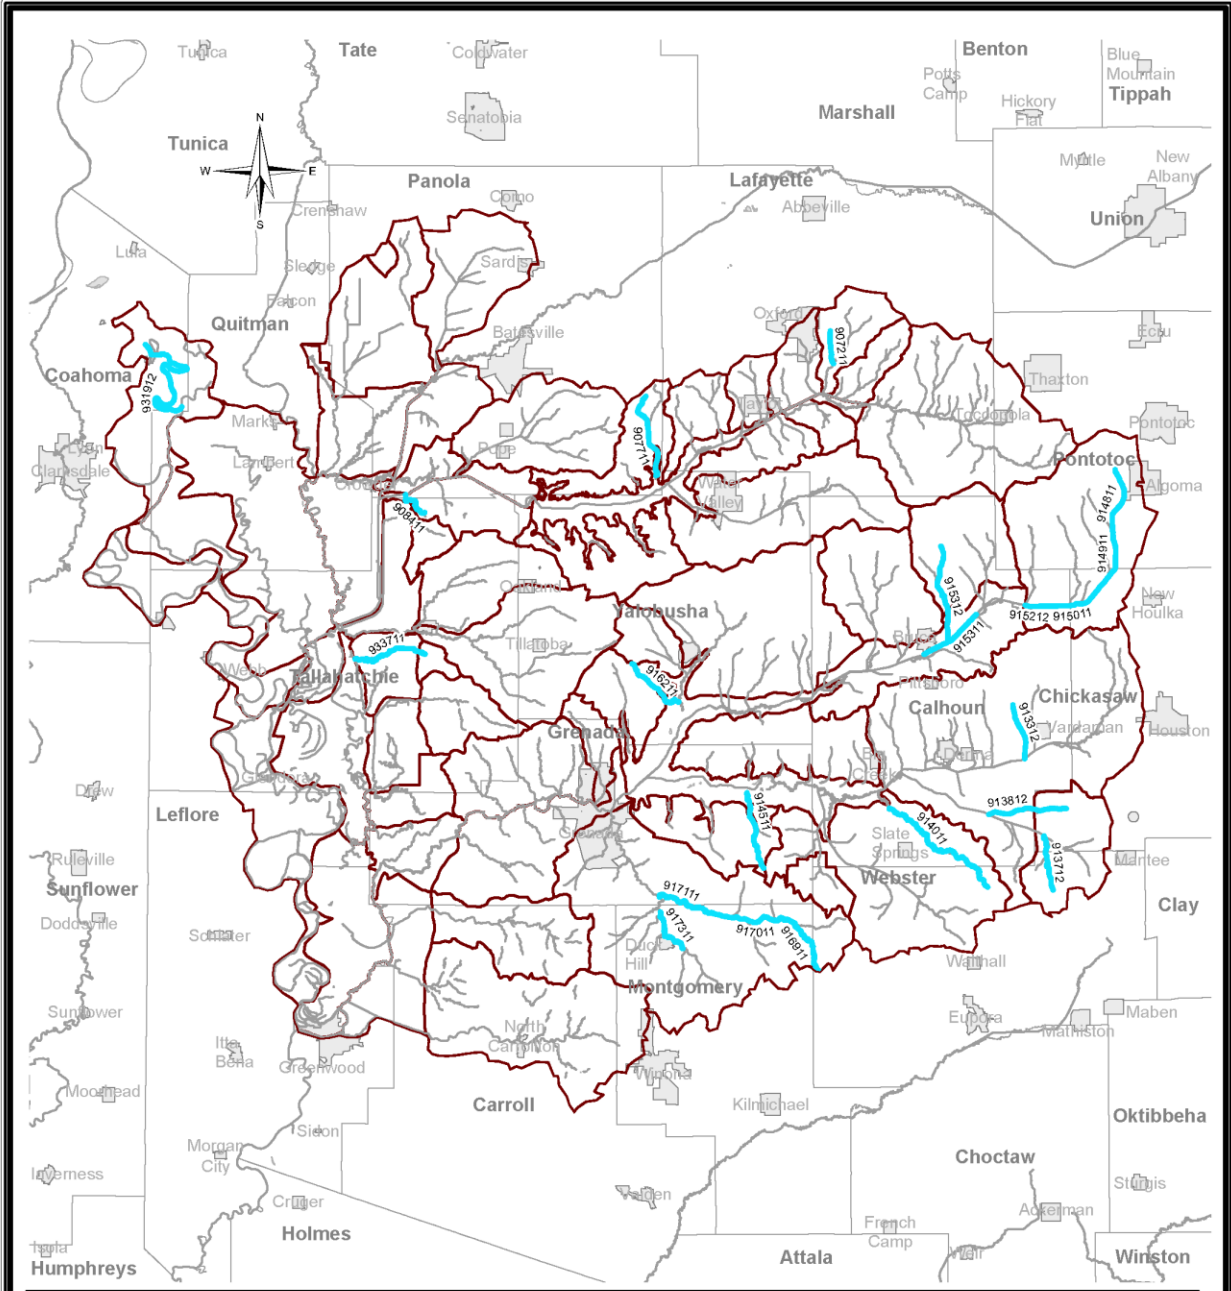 Tate
Benton
Tunica
Coldwater
Blue
Mountain
Potts
Camp
Tippah
Hickory
Flat
Marshall
Senatobia
N
Tunica
W
E
S
Myrtle
New
Albany
Panola
Lafayette
Como
Abbeville
Crenshaw
Union
Lula
Sledge
Sardis
Falcon
Quitman
Batesville
Oxford
907211
Ecru
Coahoma
931912
Thaxton
Marks
Toccopola
Pontotoc
Lyon
Clarksdale
Lambert
907711
Pope
Pontotoc
Crowder
Water
Valley
Algoma
908411
914811
914911
Oakland
915312
New
Houlka
Yalobusha
915212
915011
933711
Tillatoba
Bruce
915311
Webb
Tallahatchie
916211
Pittsboro
Calhoun
Chickasaw
913312
Vardaman
Houston
Grenada
Big
Creek
Derma
Glendora
Drew
Leflore
913812
914511
914011
Grenada
Slate
Springs
913712
Ruleville
Mantee
Sunflower
Webster
917111
Doddsville
Clay
Schlater
917311
917011
916911
Duck
Hill
Walthall
Montgomery
Sunflower
Eupora
Mathiston
Maben
North
Carrollton
Itta
Bena
Greenwood
Winona
Moorhead
Carroll
Kilmichael
Oktibbeha
Sidon
Morgan
City
Choctaw
Inverness
Sturgis
Cruger
Vaiden
Ackerman
Holmes
French
Camp
Isola
Weir
Humphreys
Attala
Winston